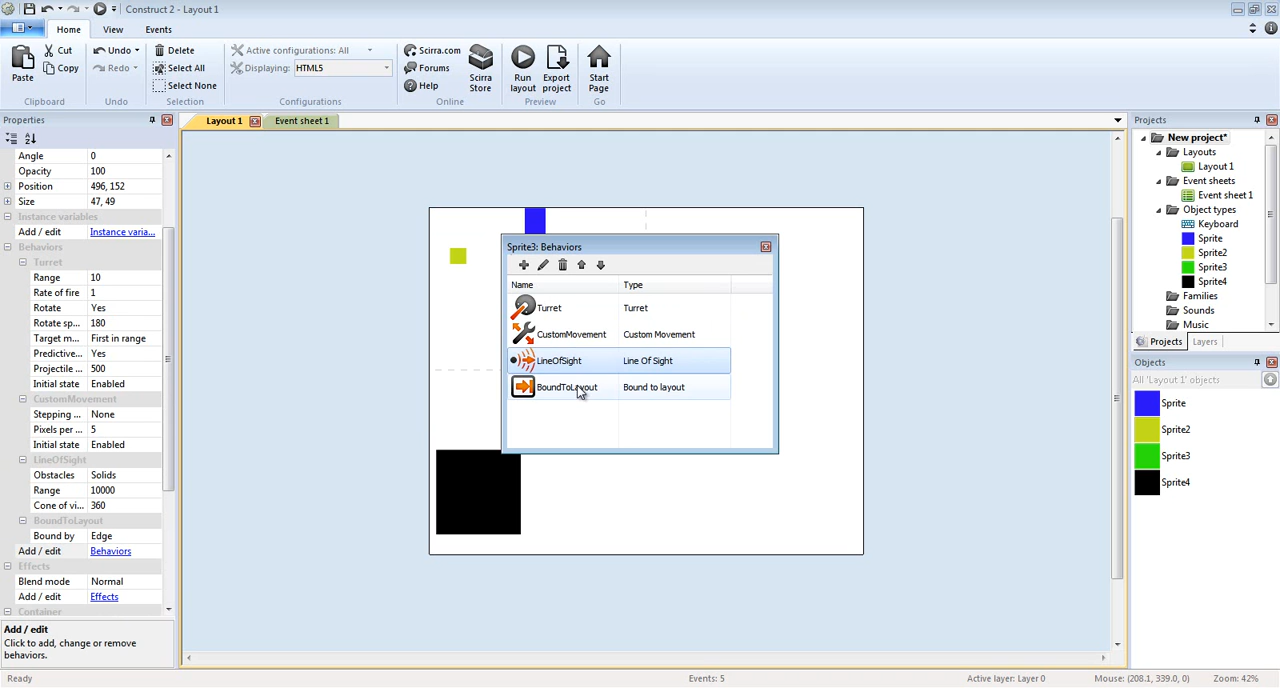 Construct 2 - Layout 1
Home View Events
Paste
Cut
Copy
Clipboard
Undo
Redo
Undo
Delete
Select All
Select None
Selection
Active configurations: All
Displaying: HTML5
Configurations
Scirra.com
Forums
Help
Scirra Store
Online
Run layout
Export project
Preview
Start Page
Go
Properties
Layout 1 Event sheet 1
Angle 0
Opacity 100
Position 496, 152
Size 47, 49
Instance variables
Add / edit Instance varia...
Behaviors
Turret
Range 10
Rate of fire 1
Rotate Yes
Rotate sp... 180
Target m... First in range
Predictive... Yes
Projectile ... 500
Initial state Enabled
CustomMovement
Stepping ... None
Pixels per ... 5
Initial state Enabled
LineOfSight
Obstacles Solids
Range 10000
Cone of vi... 360
BoundToLayout
Bound by Edge
Add / edit Behaviors
Effects
Blend mode Normal
Add / edit Effects
Container
Add / edit
Click to add, change or remove
behaviors.
Sprite3: Behaviors
Name Type
Turret Turret
CustomMovement Custom Movement
LineOfSight Line Of Sight
BoundToLayout Bound to layout
Projects
New project*
Layouts
Layout 1
Event sheets
Event sheet 1
Object types
Keyboard
Sprite
Sprite2
Sprite3
Sprite4
Families
Sounds
Music
Projects Layers
Objects
All 'Layout 1' objects
Sprite
Sprite2
Sprite3
Sprite4
Ready Events: 5 Active layer: Layer 0 Mouse: (208.1, 339.0, 0) Zoom: 42%